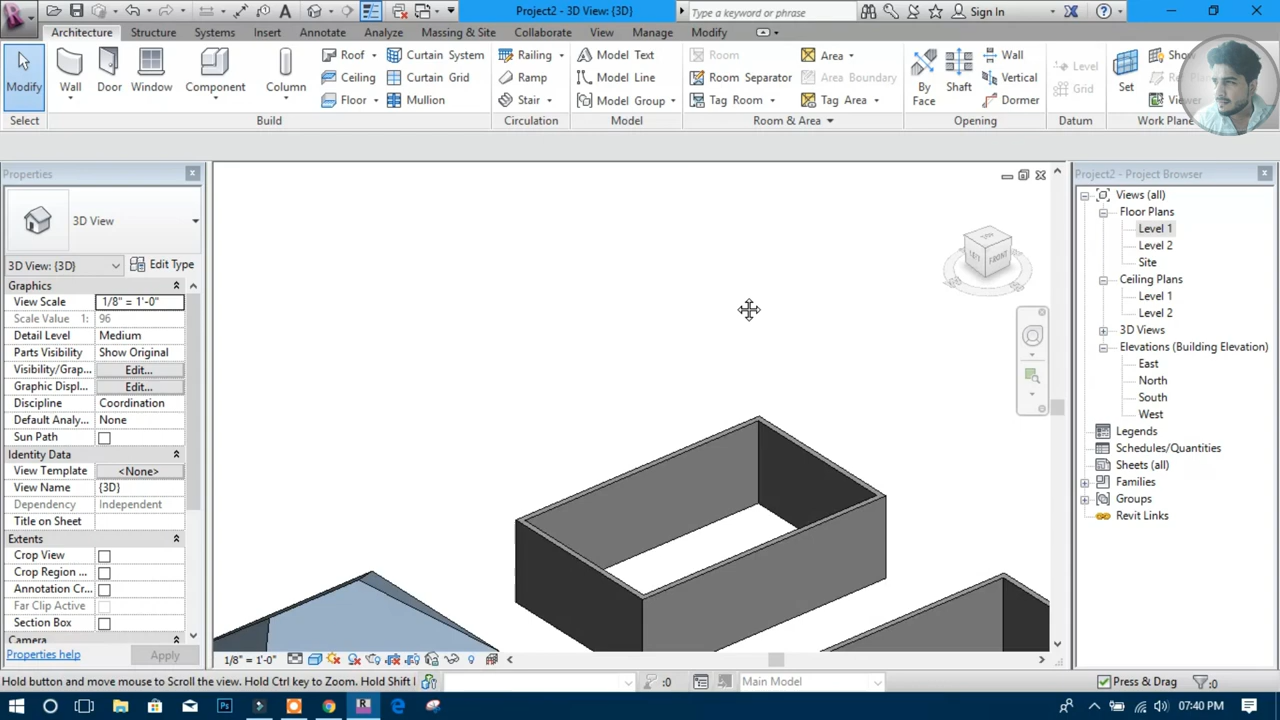 Project2 - 3D View: {3D}
Type a keyword or phrase
Sign In
Architecture Structure Systems Insert Annotate Analyze Massing & Site Collaborate View Manage Modify
Modify
Wall
Door
Window
Component
Column
Roof
Ceiling
Floor
Curtain System
Curtain Grid
Mullion
Railing
Ramp
Stair
Model Text
Model Line
Model Group
Room
Room Separator
Tag Room
Area
Area Boundary
Tag Area
By
Face
Shaft
Wall
Vertical
Dormer
Level
Grid
Set
Show
Viewer
Select Build Circulation Model Room & Area Opening Datum Work Plane
Properties
3D View
3D View: {3D} Edit Type
Graphics
View Scale 1/8" = 1'-0"
Scale Value 1: 96
Detail Level Medium
Parts Visibility Show Original
Visibility/Grap... Edit...
Graphic Displ... Edit...
Discipline Coordination
Default Analy... None
Sun Path
Identity Data
View Template <None>
View Name {3D}
Dependency Independent
Title on Sheet
Extents
Crop View
Crop Region ...
Annotation Cr...
Far Clip Active
Section Box
Camera
Properties help Apply
TOP
LEFT
FRONT
1/8" = 1'-0"
Project2 - Project Browser
Views (all)
Floor Plans
Level 1
Level 2
Site
Ceiling Plans
Level 1
Level 2
3D Views
Elevations (Building Elevation)
East
North
South
West
Legends
Schedules/Quantities
Sheets (all)
Families
Groups
Revit Links
Hold button and move mouse to Scroll the view. Hold Ctrl key to Zoom. Hold Shift
:0
Main Model
Press & Drag
:0
07:40 PM